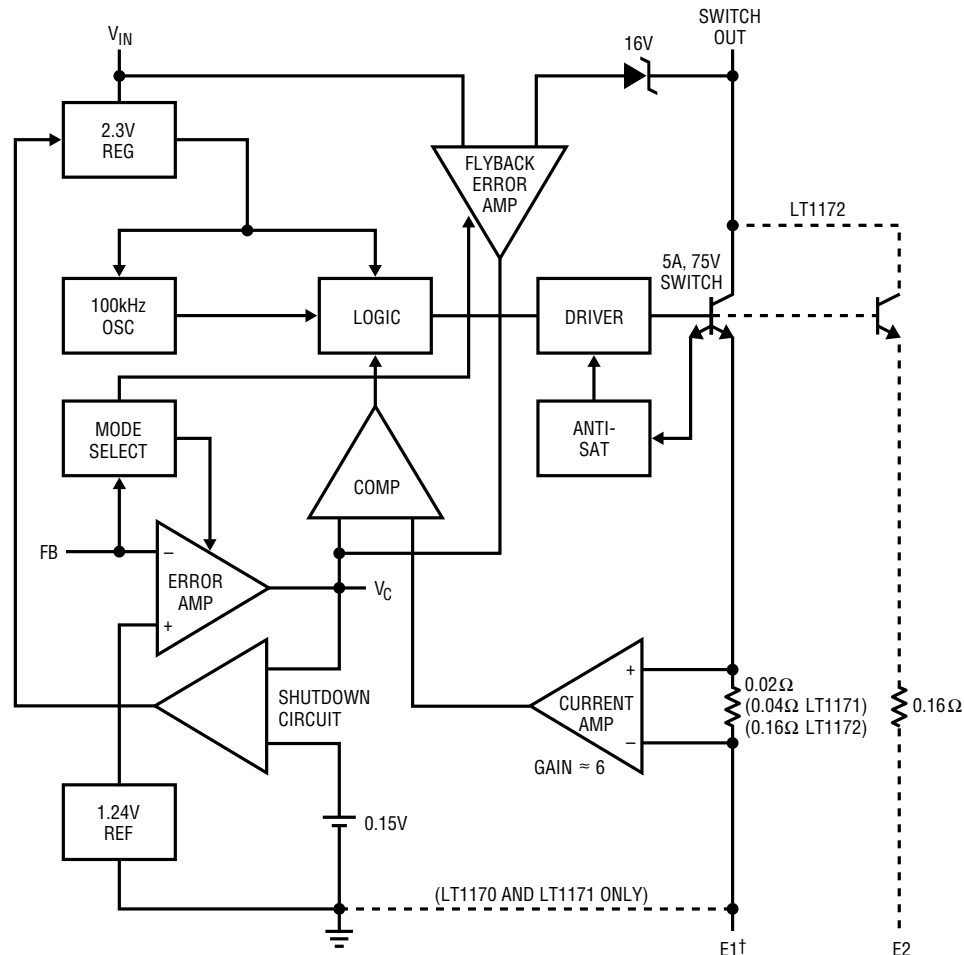 V_IN
SWITCH
OUT
16V
2.3V
REG
FLYBACK
ERROR
AMP
LT1172
5A, 75V
SWITCH
100kHz
OSC
LOGIC
DRIVER
MODE
SELECT
ANTI-
SAT
COMP
FB
–
ERROR
AMP
+
V_C
SHUTDOWN
CIRCUIT
+
CURRENT
AMP
–
GAIN ≈ 6
0.02Ω
(0.04Ω LT1171)
(0.16Ω LT1172)
0.16Ω
1.24V
REF
0.15V
(LT1170 AND LT1171 ONLY)
E1†
E2